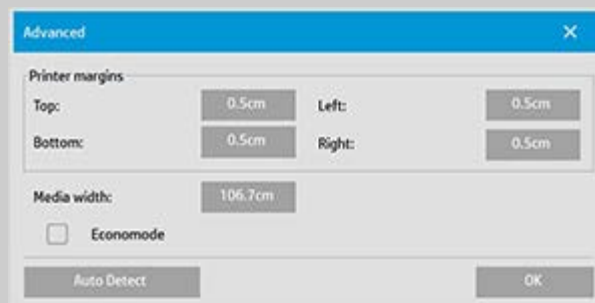 Advanced
Printer margins
Top: 0.5cm Left: 0.5cm
Bottom: 0.5cm Right: 0.5cm
Media width: 106.7cm
Economode
Auto Detect OK